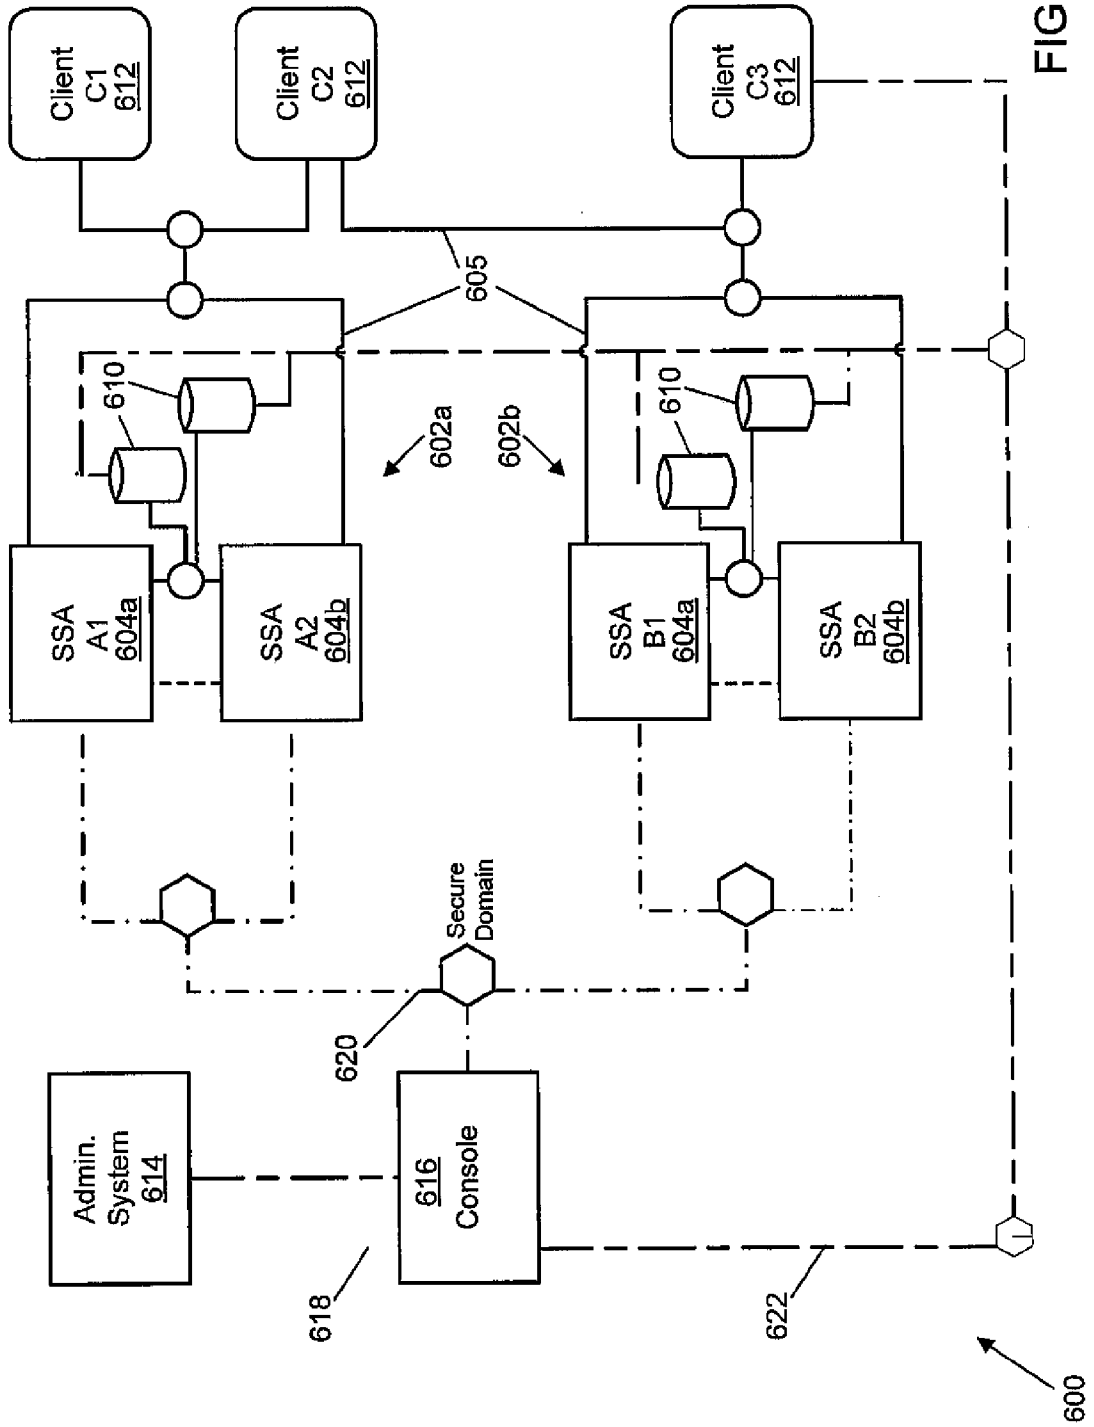 Client
C1
612
Client
C2
612
Client
C3
612
FIG
605
610
610
602a
602b
SSA
A1
604a
SSA
A2
604b
SSA
B1
604a
SSA
B2
604b
Secure
Domain
620
Admin.
System
614
616
Console
618
622
600